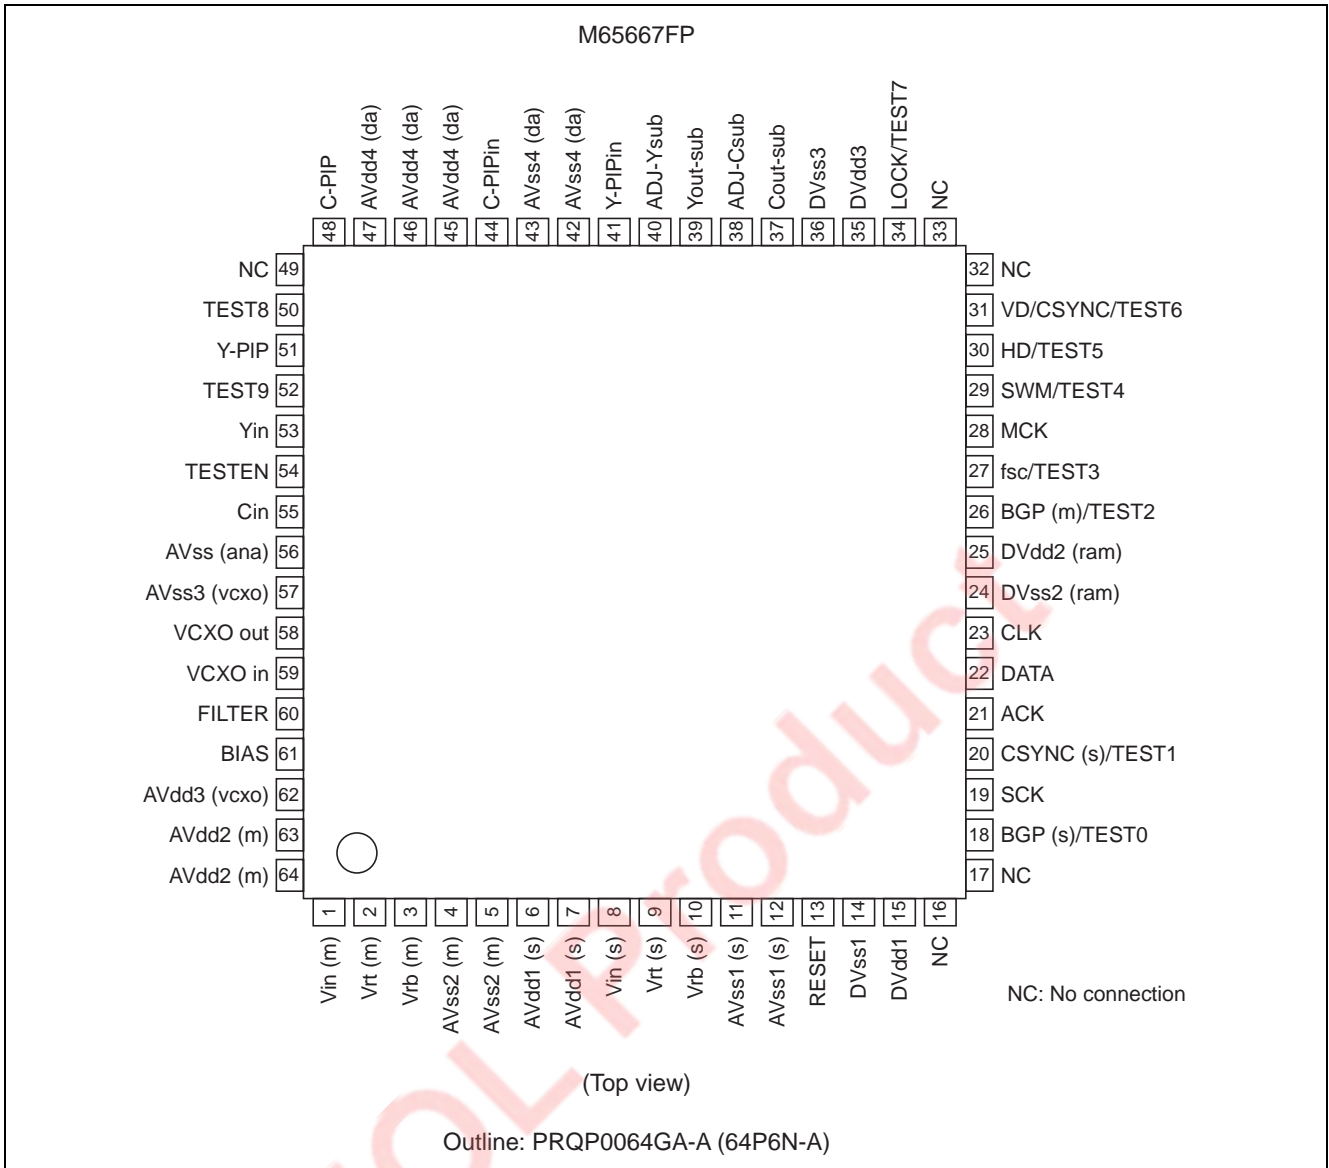 M65667FP
C-PIP
AVdd4 (da)
AVdd4 (da)
AVdd4 (da)
C-PIPin
AVss4 (da)
AVss4 (da)
Y-PIPin
ADJ-Ysub
Yout-sub
ADJ-Csub
Cout-sub
DVss3
DVdd3
LOCK/TEST7
NC
48 47 46 45 44 43 42 41 40 39 38 37 36 35 34 33
NC 49
TEST8 50
Y-PIP 51
TEST9 52
Yin 53
TESTEN 54
Cin 55
AVss (ana) 56
AVss3 (vcxo) 57
VCXO out 58
VCXO in 59
FILTER 60
BIAS 61
AVdd3 (vcxo) 62
AVdd2 (m) 63
AVdd2 (m) 64
32 NC
31 VD/CSYNC/TEST6
30 HD/TEST5
29 SWM/TEST4
28 MCK
27 fsc/TEST3
26 BGP (m)/TEST2
25 DVdd2 (ram)
24 DVss2 (ram)
23 CLK
22 DATA
21 ACK
20 CSYNC (s)/TEST1
19 SCK
18 BGP (s)/TEST0
17 NC
1 2 3 4 5 6 7 8 9 10 11 12 13 14 15 16
Vin (m)
Vrt (m)
Vrb (m)
AVss2 (m)
AVss2 (m)
AVdd1 (s)
AVdd1 (s)
Vin (s)
Vrt (s)
Vrb (s)
AVss1 (s)
AVss1 (s)
RESET
DVss1
DVdd1
NC
NC: No connection
(Top view)
Outline: PRQP0064GA-A (64P6N-A)
OL Product